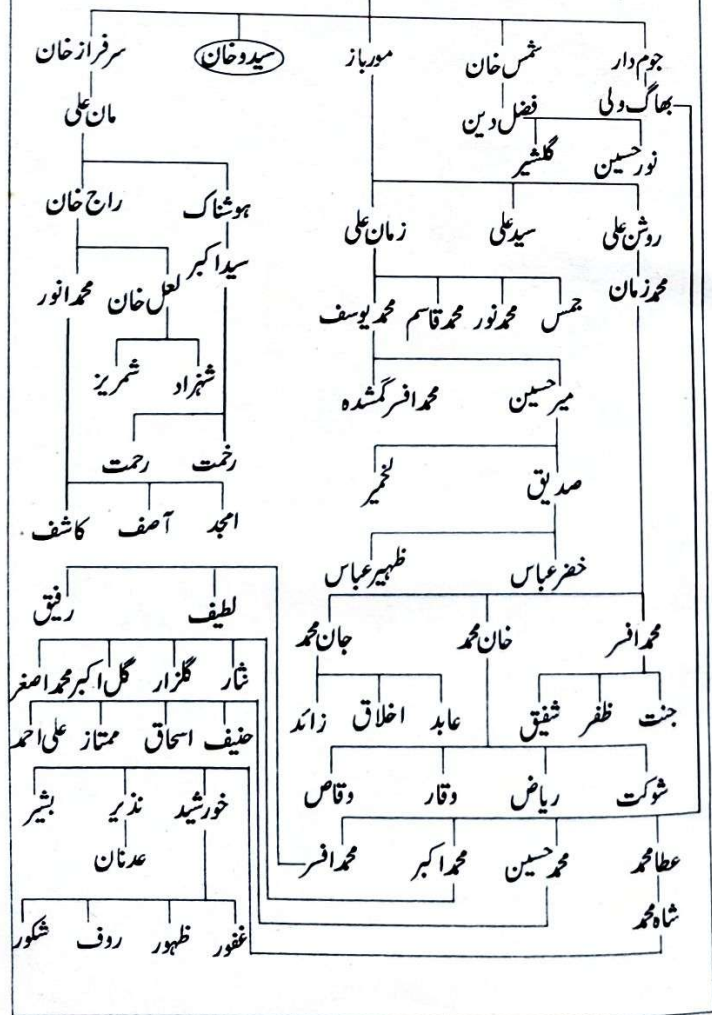 جوم دار شمس خان مورباز سیدوخان سرفراز خان
بھاگ ولی فضل دین مان علی
نور حسین گلشیر
ہوشناک راج خان
روشن علی سید علی زمان علی
سید اکبر
محمد زمان لعل خان محمد انور
جمس محمد نور محمد قاسم محمد یوسف
شہزاد شمریز
میر حسین محمد افسر گمشدہ
رخمت رحمت
صدیق لخمیر
امجد آصف کاشف
خضر عباس ظہیر عباس
لطیف رفیق
محمد افسر خان محمد جان محمد
نثار گلزار گل اکبر محمد اصغر
جنت ظفر شفیق عابد اخلاق زائد
حنیف اسحاق ممتاز علی احمد
شوکت ریاض وقار وقاص
خورشید نذیر بشیر
عطا محمد محمد حسین محمد اکبر محمد افسر
عدنان
شاہ محمد
غفور ظہور روف شکور